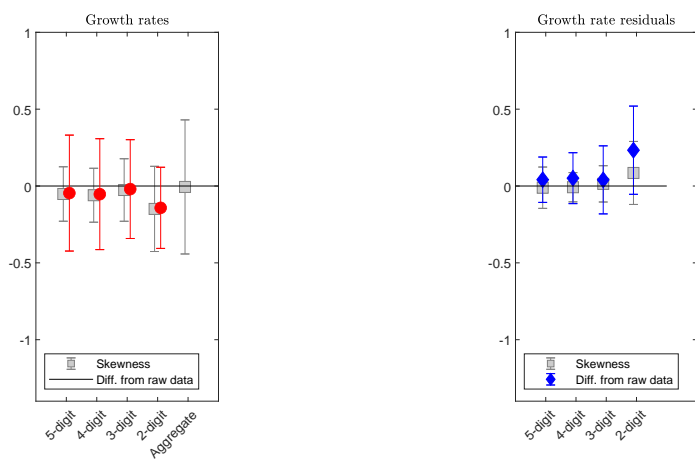 Growth rates
1
0.5
0
-0.5
-1
Skewness
Diff. from raw data
5-digit
4-digit
3-digit
2-digit
Aggregate
Growth rate residuals
1
0.5
0
-0.5
-1
Skewness
Diff. from raw data
5-digit
4-digit
3-digit
2-digit